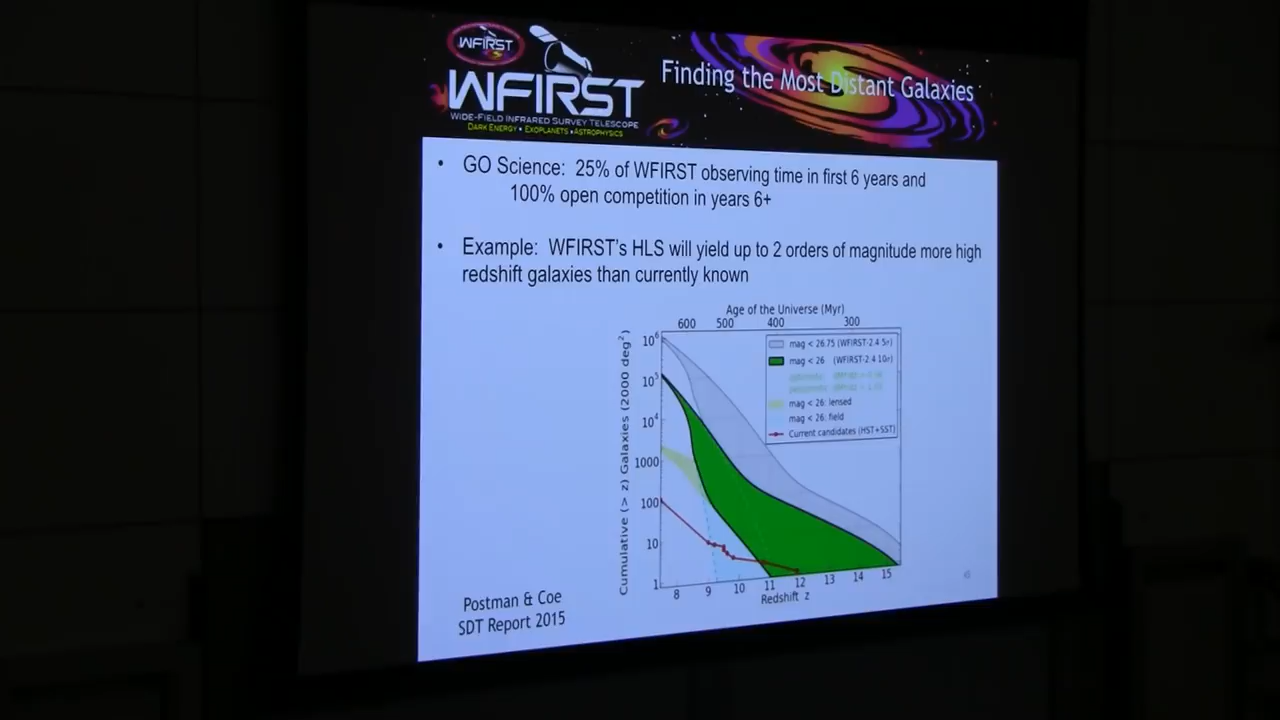 WFIRST
WFIRST
WIDE-FIELD INFRARED SURVEY TELESCOPE
DARK ENERGY • EXOPLANETS • ASTROPHYSICS
Finding the Most Distant Galaxies
• GO Science: 25% of WFIRST observing time in first 6 years and
100% open competition in years 6+
• Example: WFIRST's HLS will yield up to 2 orders of magnitude more high
redshift galaxies than currently known
Age of the Universe (Myr)
600 500 400 300
Cumulative (> z) Galaxies (2000 deg²)
10⁶
10⁵
10⁴
1000
100
10
1
mag < 26.75 (WFIRST-2.4 5σ)
mag < 26 (WFIRST-2.4 10σ)
mag < 26: lensed
mag < 26: field
Current candidates (HST+SST)
8 9 10 11 12 13 14 15
Redshift z
Postman & Coe
SDT Report 2015